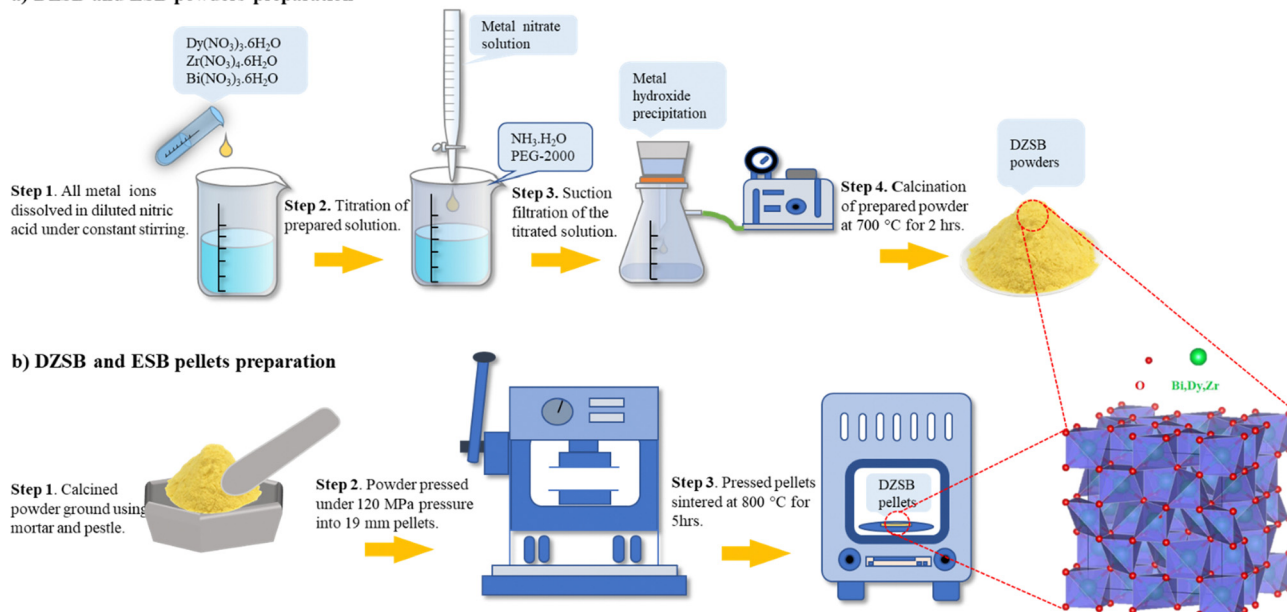 a) DZSB and ESB powders preparation
Dy(NO3)3.6H2O
Zr(NO3)4.6H2O
Bi(NO3)3.6H2O
Metal nitrate
solution
Metal
hydroxide
precipitation
NH3.H2O
PEG-2000
DZSB
powders
Step 1. All metal ions
dissolved in diluted nitric
acid under constant stirring.
Step 2. Titration of
prepared solution.
Step 3. Suction
filtration of the
titrated solution.
Step 4. Calcination
of prepared powder
at 700 °C for 2 hrs.
b) DZSB and ESB pellets preparation
O
Bi,Dy,Zr
Step 1. Calcined
powder ground using
mortar and pestle.
Step 2. Powder pressed
under 120 MPa pressure
into 19 mm pellets.
Step 3. Pressed pellets
sintered at 800 °C for
5hrs.
DZSB
pellets